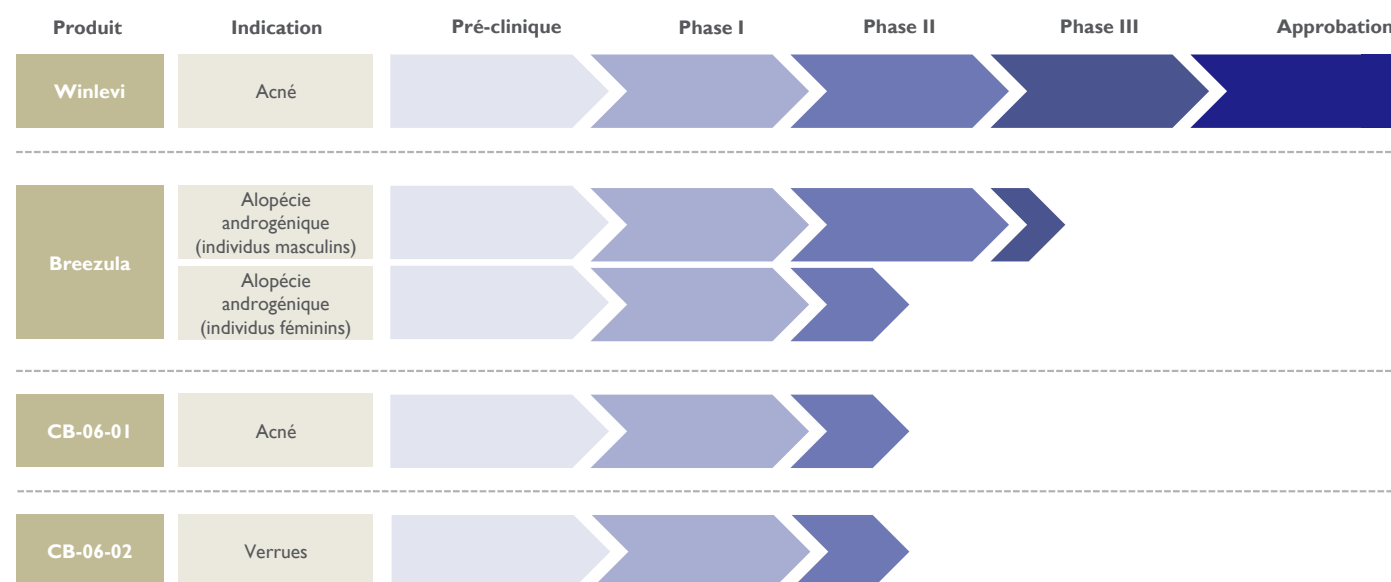 Produit Indication Pré-clinique Phase I Phase II Phase III Approbation
Winlevi Acné
Breezula
Alopécie
androgénique
(individus masculins)
Alopécie
androgénique
(individus féminins)
CB-06-01 Acné
CB-06-02 Verrues